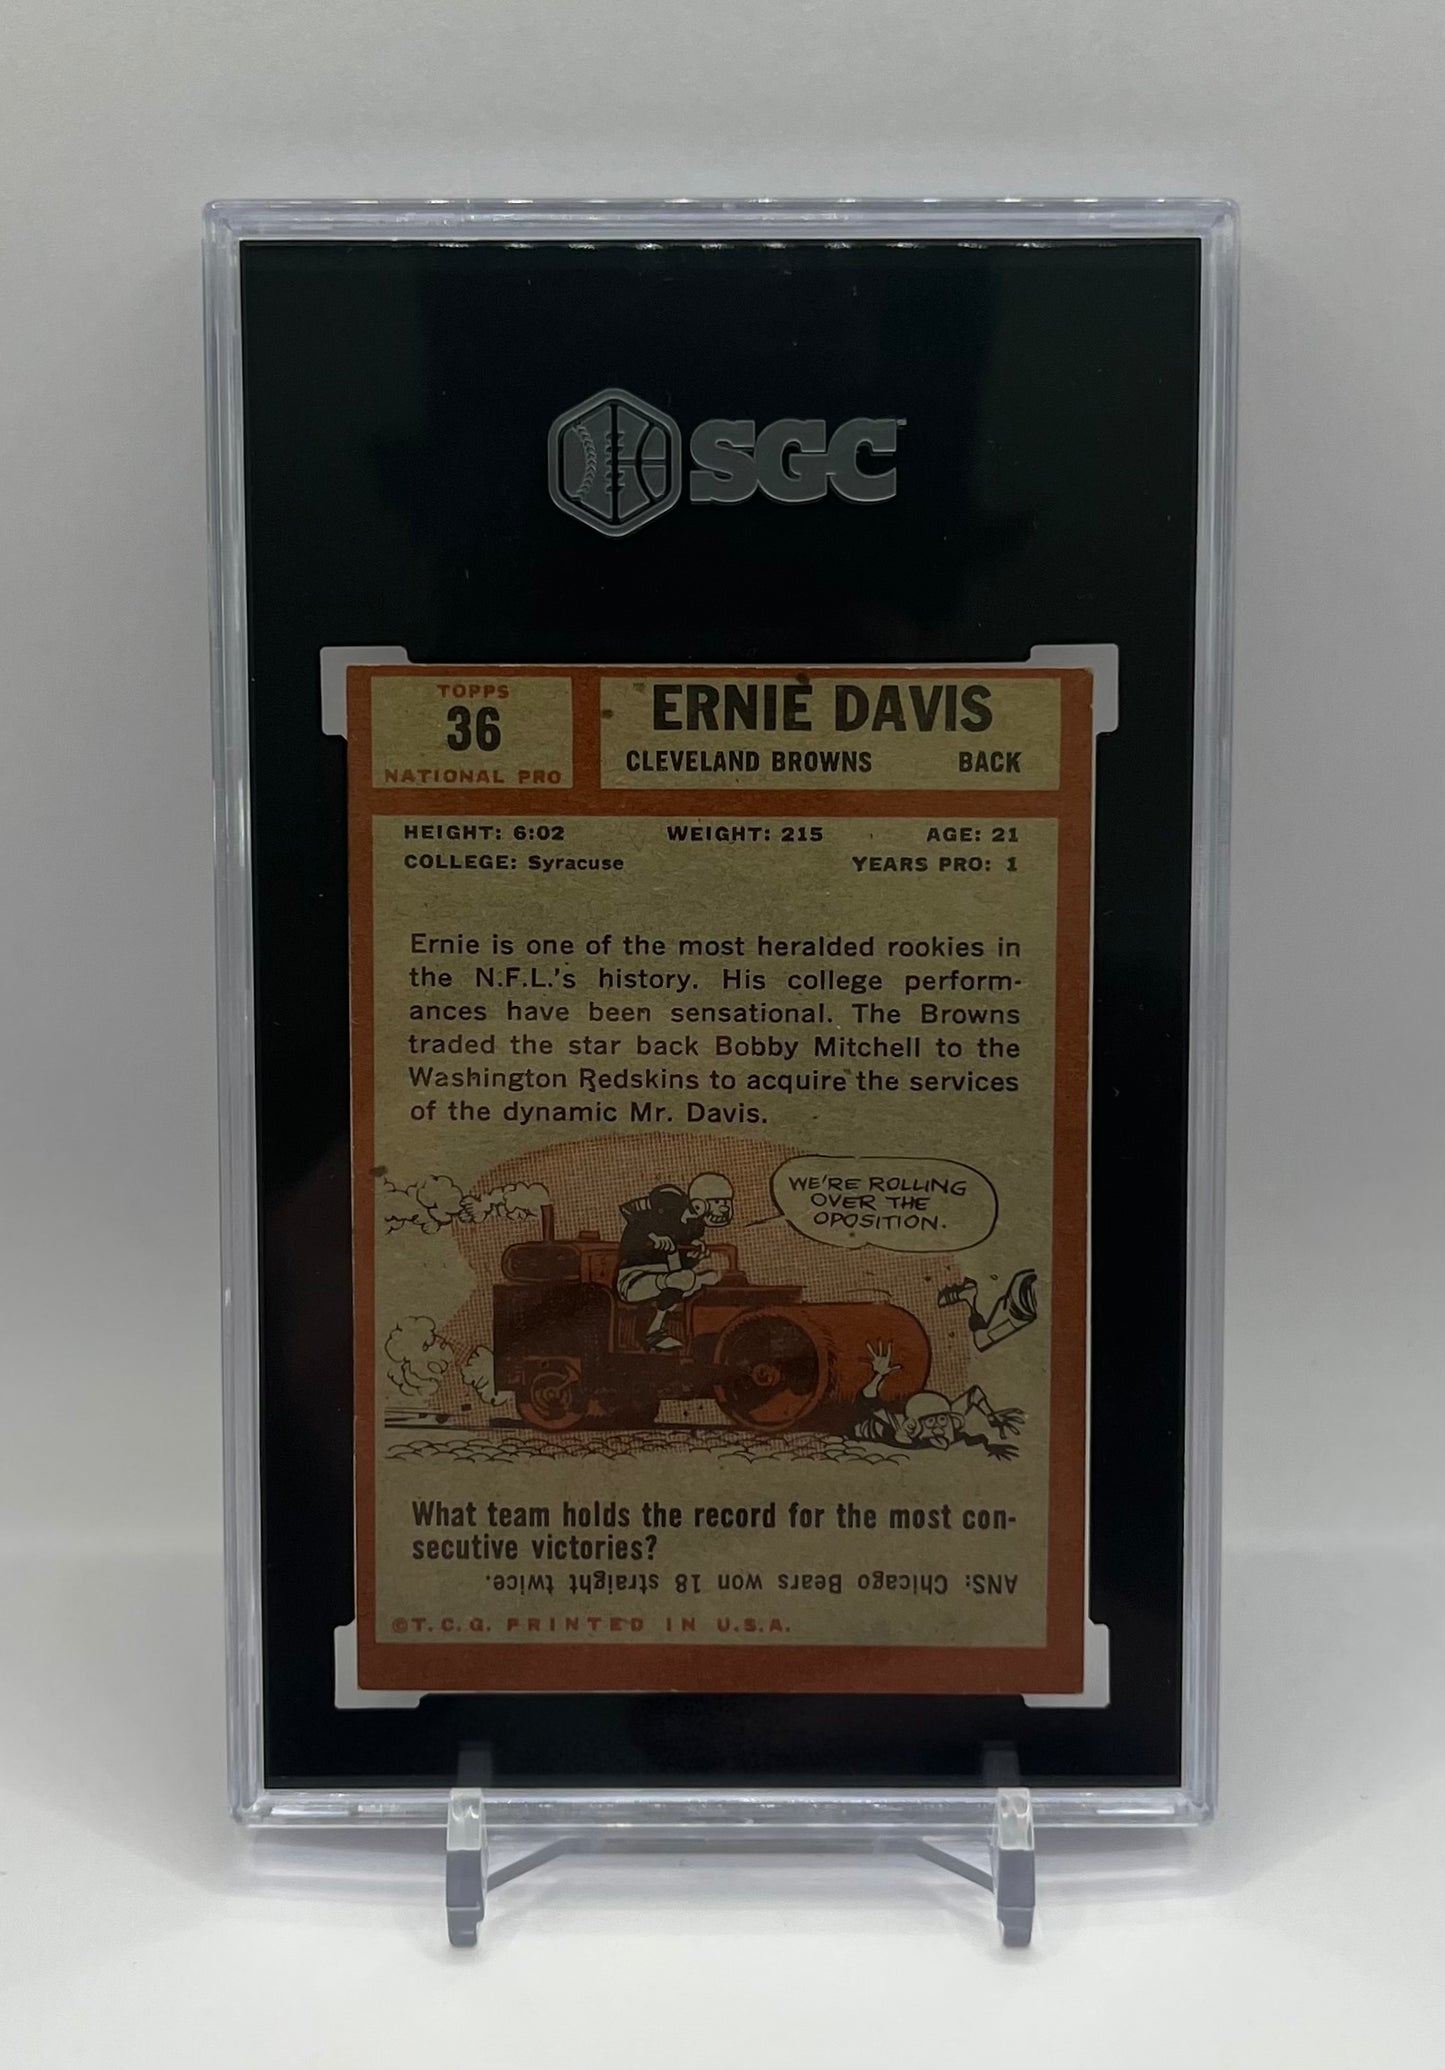 SGC
TOPPS
36
NATIONAL PRO
ERNIE DAVIS
CLEVELAND BROWNS BACK
HEIGHT: 6:02 WEIGHT: 215 AGE: 21
COLLEGE: Syracuse YEARS PRO: 1
Ernie is one of the most heralded rookies in
the N.F.L.'s history. His college perform-
ances have been sensational. The Browns
traded the star back Bobby Mitchell to the
Washington Redskins to acquire the services
of the dynamic Mr. Davis.
WE'RE ROLLING
OVER THE
OPOSITION.
What team holds the record for the most con-
secutive victories?
ANS: Chicago Bears won 18 straight twice.
©T.C.G. PRINTED IN U.S.A.